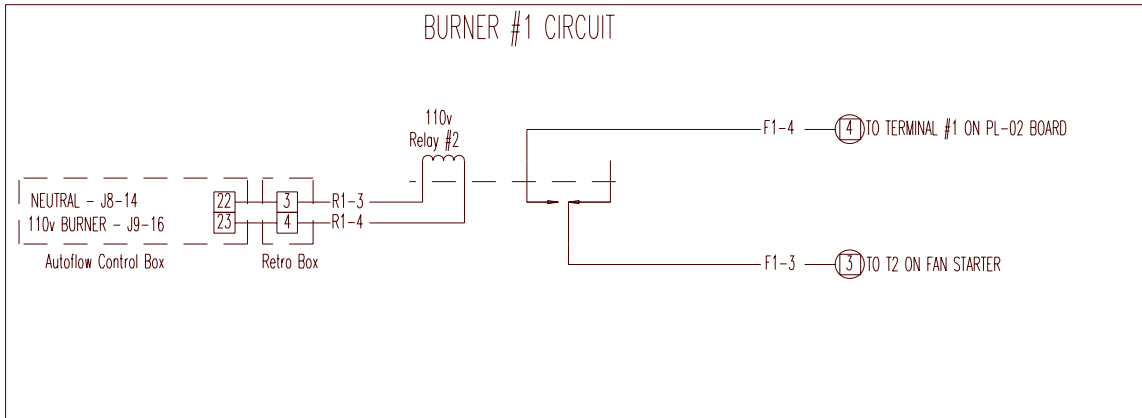 BURNER #1 CIRCUIT
110v
Relay #2
F1-4
4
TO TERMINAL #1 ON PL-02 BOARD
NEUTRAL - J8-14
22
3
R1-3
110v BURNER - J9-16
23
4
R1-4
Autoflow Control Box
Retro Box
F1-3
3
TO T2 ON FAN STARTER